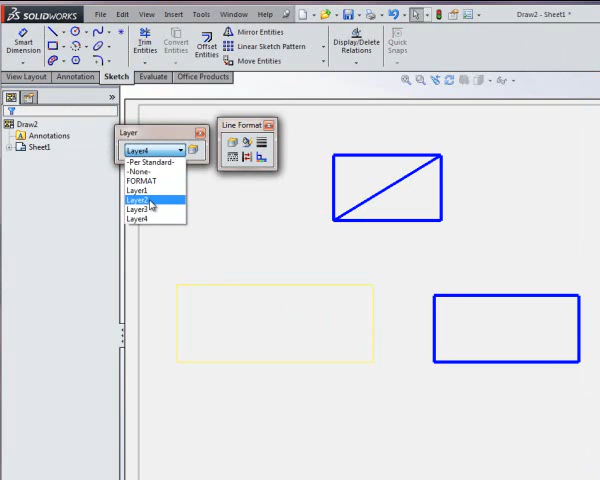 SOLIDWORKS
File Edit View Insert Tools Window Help
Draw2 - Sheet1 *
Smart Dimension
Trim Entities
Convert Entities
Offset Entities
Mirror Entities
Linear Sketch Pattern
Move Entities
Display/Delete Relations
Quick Snaps
View Layout Annotation Sketch Evaluate Office Products
Draw2
Annotations
Sheet1
Layer
Layer4
-Per Standard-
-None-
FORMAT
Layer1
Layer2
Layer3
Layer4
Line Format